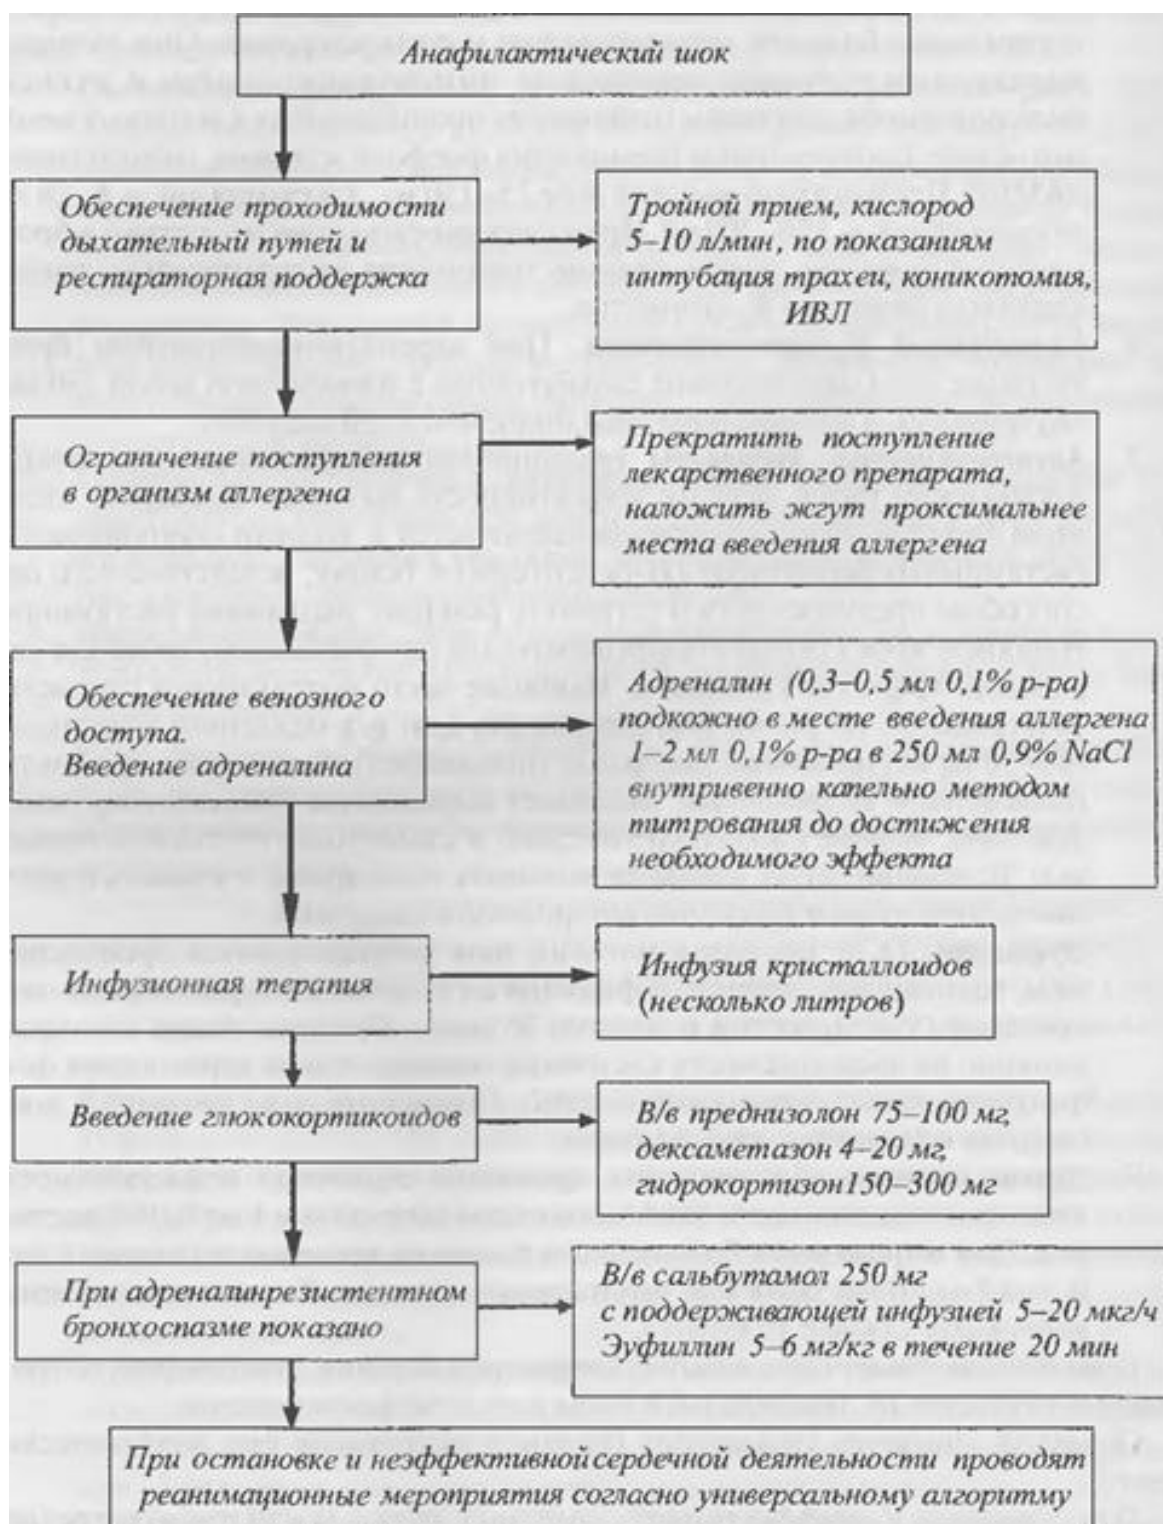 Анафилактический шок
Обеспечение проходимости
дыхательный путей и
респираторная поддержка
Тройной прием, кислород
5–10 л/мин, по показаниям
интубация трахеи, коникотомия,
ИВЛ
Ограничение поступления
в организм аллергена
Прекратить поступление
лекарственного препарата,
наложить жгут проксимальнее
места введения аллергена
Обеспечение венозного
доступа.
Введение адреналина
Адреналин (0,3–0,5 мл 0,1% р-ра)
подкожно в месте введения аллергена
1–2 мл 0,1% р-ра в 250 мл 0,9% NaCl
внутривенно капельно методом
титрования до достижения
необходимого эффекта
Инфузионная терапия
Инфузия кристаллоидов
(несколько литров)
Введение глюкокортикоидов
В/в преднизолон 75–100 мг,
дексаметазон 4–20 мг,
гидрокортизон150–300 мг
При адреналинрезистентном
бронхоспазме показано
В/в сальбутамол 250 мг
с поддерживающей инфузией 5–20 мкг/ч
Эуфиллин 5–6 мг/кг в течение 20 мин
При остановке и неэффективной сердечной деятельности проводят
реанимационные мероприятия согласно универсальному алгоритму